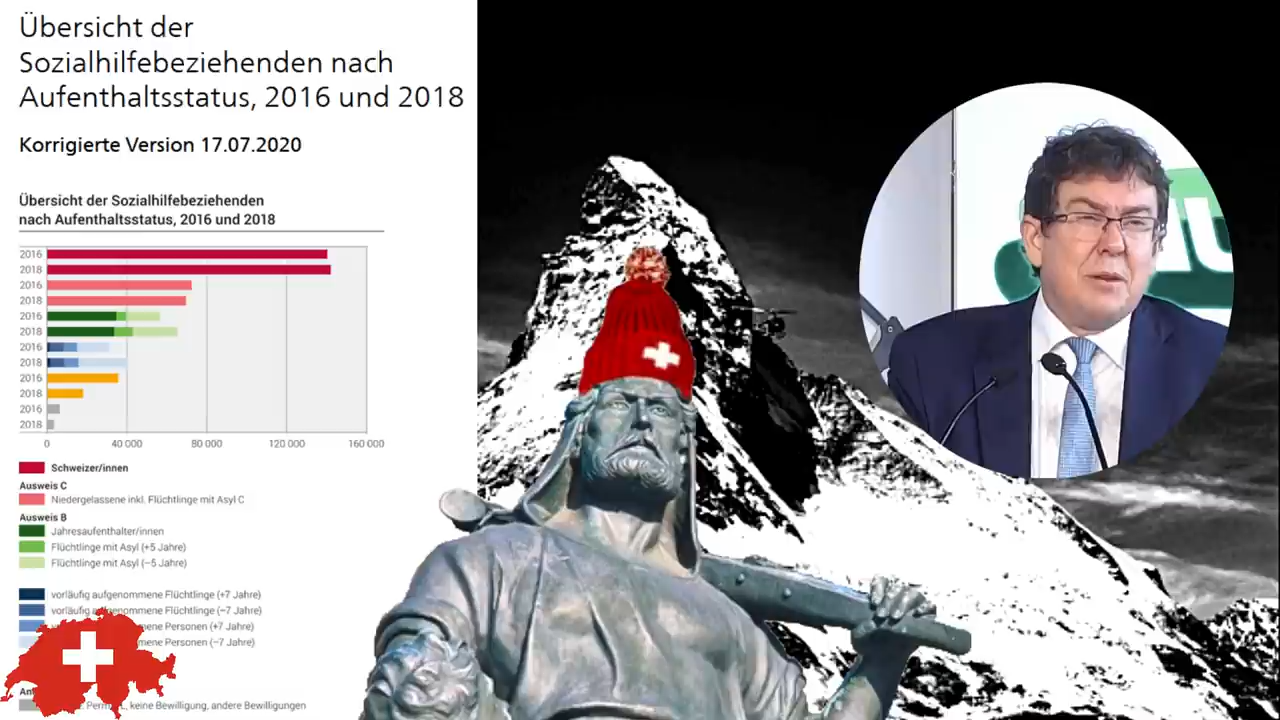 Übersicht der
Sozialhilfebeziehenden nach
Aufenthaltsstatus, 2016 und 2018
Korrigierte Version 17.07.2020
Übersicht der Sozialhilfebeziehenden
nach Aufenthaltsstatus, 2016 und 2018
2016
2018
2016
2018
2016
2018
2016
2018
2016
2018
2016
2018
0 40 000 80 000 120 000 160 000
Schweizer/innen
Ausweis C
Niedergelassene inkl. Flüchtlinge mit Asyl C
Ausweis B
Jahresaufenthalter/innen
Flüchtlinge mit Asyl (+5 Jahre)
Flüchtlinge mit Asyl (−5 Jahre)
vorläufig aufgenommene Flüchtlinge (+7 Jahre)
vorläufig aufgenommene Flüchtlinge (−7 Jahre)
Personen (+7 Jahre)
Personen (−7 Jahre)
keine Bewilligung, andere Bewilligungen